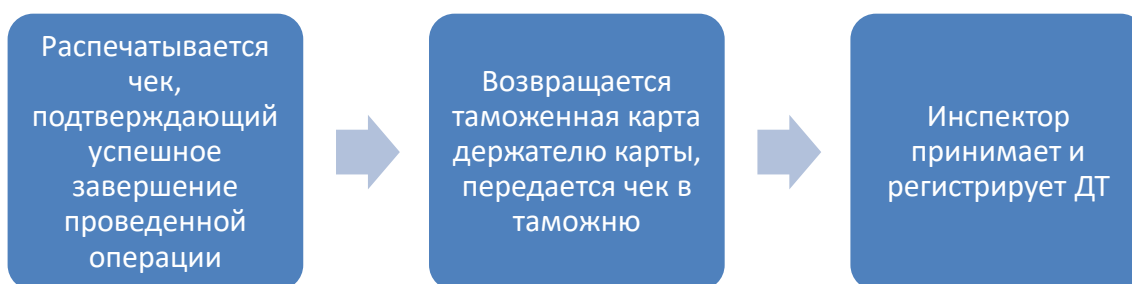 Распечатывается
чек,
подтверждающий
успешное
завершение
проведенной
операции
Возвращается
таможенная карта
держателю карты,
передается чек в
таможню
Инспектор
принимает и
регистрирует ДТ